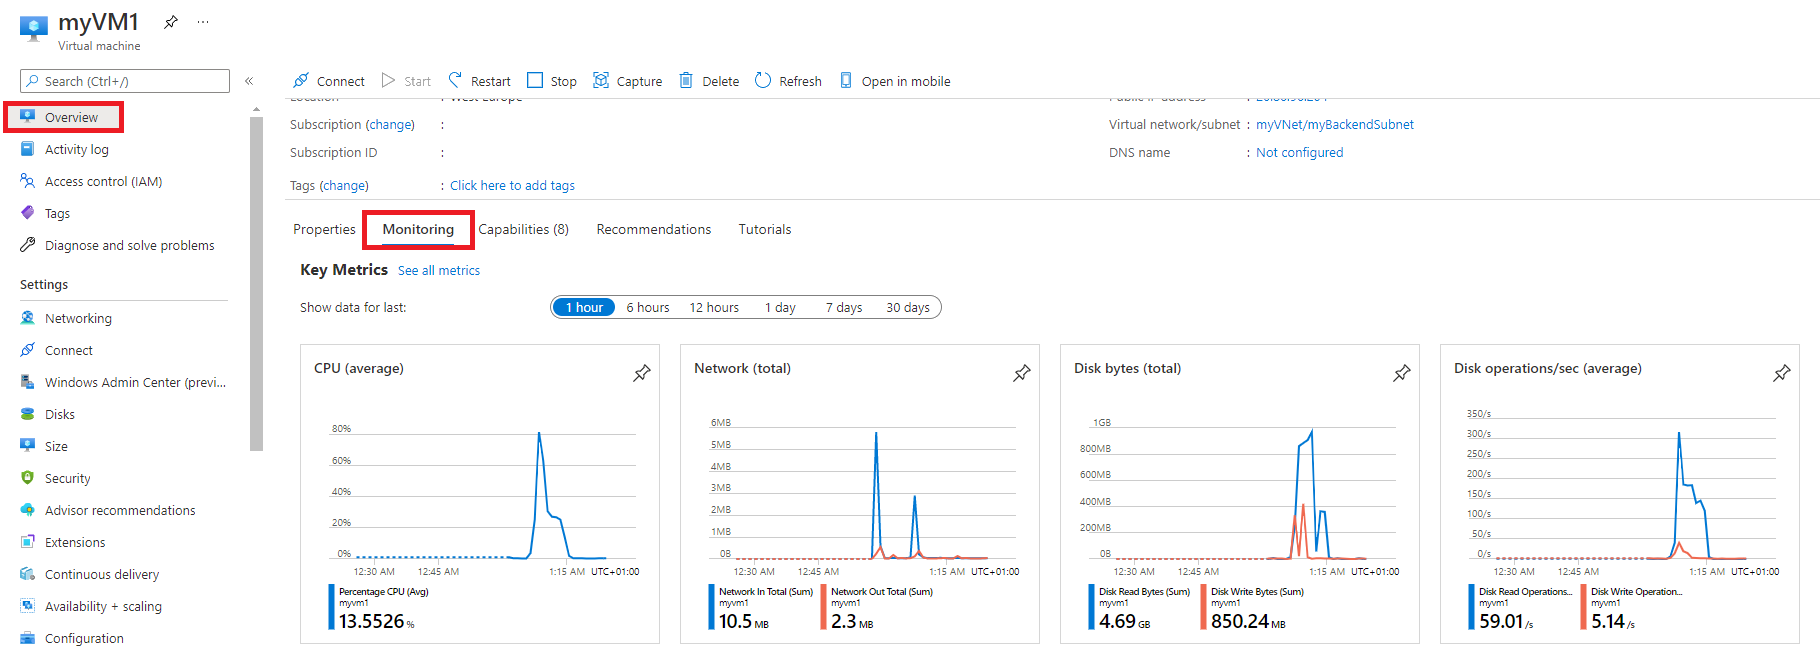 myVM1
Virtual machine
Search (Ctrl+/)
«
Connect Start Restart Stop Capture Delete Refresh Open in mobile
Overview
Activity log
Access control (IAM)
Tags
Diagnose and solve problems
Settings
Networking
Connect
Windows Admin Center (previ...
Disks
Size
Security
Advisor recommendations
Extensions
Continuous delivery
Availability + scaling
Configuration
Location : West Europe
Subscription (change) :
Subscription ID :
Tags (change) : Click here to add tags
Public IP address :
Virtual network/subnet : myVNet/myBackendSubnet
DNS name : Not configured
Properties Monitoring Capabilities (8) Recommendations Tutorials
Key Metrics See all metrics
Show data for last: 1 hour 6 hours 12 hours 1 day 7 days 30 days
CPU (average)
80%
60%
40%
20%
0%
12:30 AM 12:45 AM 1:15 AM UTC+01:00
Percentage CPU (Avg)
myvm1
13.5526 %
Network (total)
6MB
5MB
4MB
3MB
2MB
1MB
0B
12:30 AM 12:45 AM 1:15 AM UTC+01:00
Network In Total (Sum)
myvm1
10.5 MB
Network Out Total (Sum)
myvm1
2.3 MB
Disk bytes (total)
1GB
800MB
600MB
400MB
200MB
0B
12:30 AM 12:45 AM 1:15 AM UTC+01:00
Disk Read Bytes (Sum)
myvm1
4.69 GB
Disk Write Bytes (Sum)
myvm1
850.24 MB
Disk operations/sec (average)
350/s
300/s
250/s
200/s
150/s
100/s
50/s
0/s
12:30 AM 12:45 AM 1:15 AM UTC+01:00
Disk Read Operations...
myvm1
59.01 /s
Disk Write Operation...
myvm1
5.14 /s